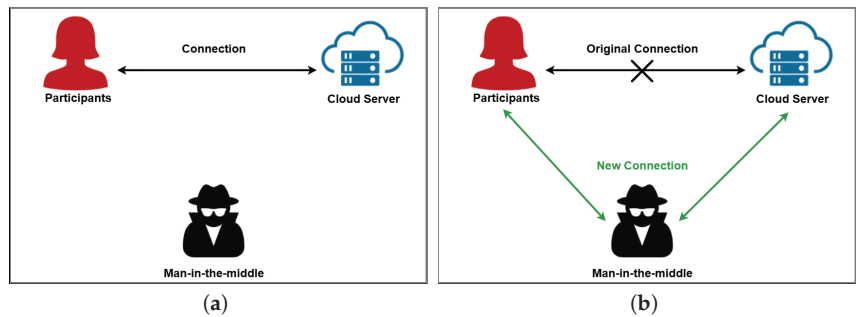 Connection
Participants
Cloud Server
Man-in-the-middle
(a)
Original Connection
Participants
Cloud Server
New Connection
Man-in-the-middle
(b)